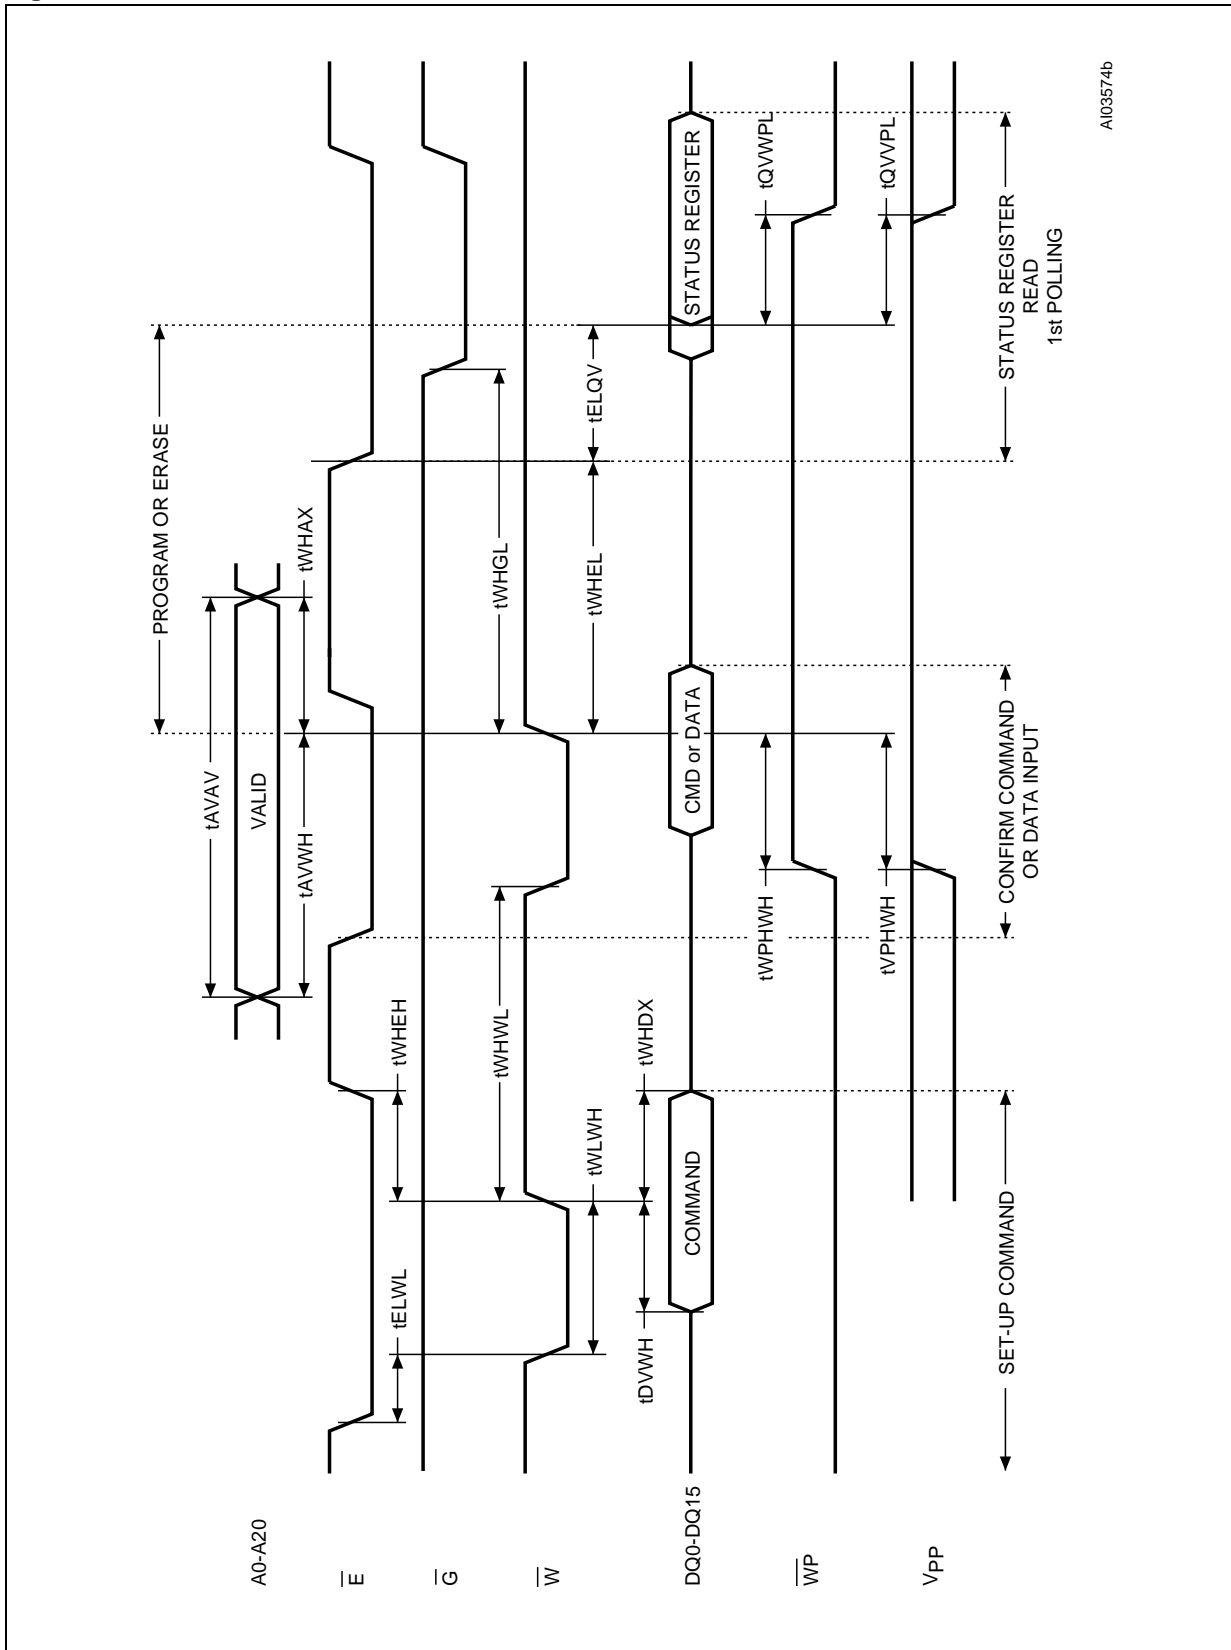 PROGRAM OR ERASE
tAVAV
A0-A20
VALID
tAVWH
tWHAX
E
tELWL
tWHEH
G
tWHWL
tWHGL
W
tWLWH
tWHEL
tELQV
tDVWH
tWHDX
DQ0-DQ15
COMMAND
CMD or DATA
STATUS REGISTER
tWPHWH
tQVWPL
WP
tVPHWH
tQVVPL
VPP
SET-UP COMMAND
CONFIRM COMMAND
OR DATA INPUT
STATUS REGISTER
READ
1st POLLING
AI03574b